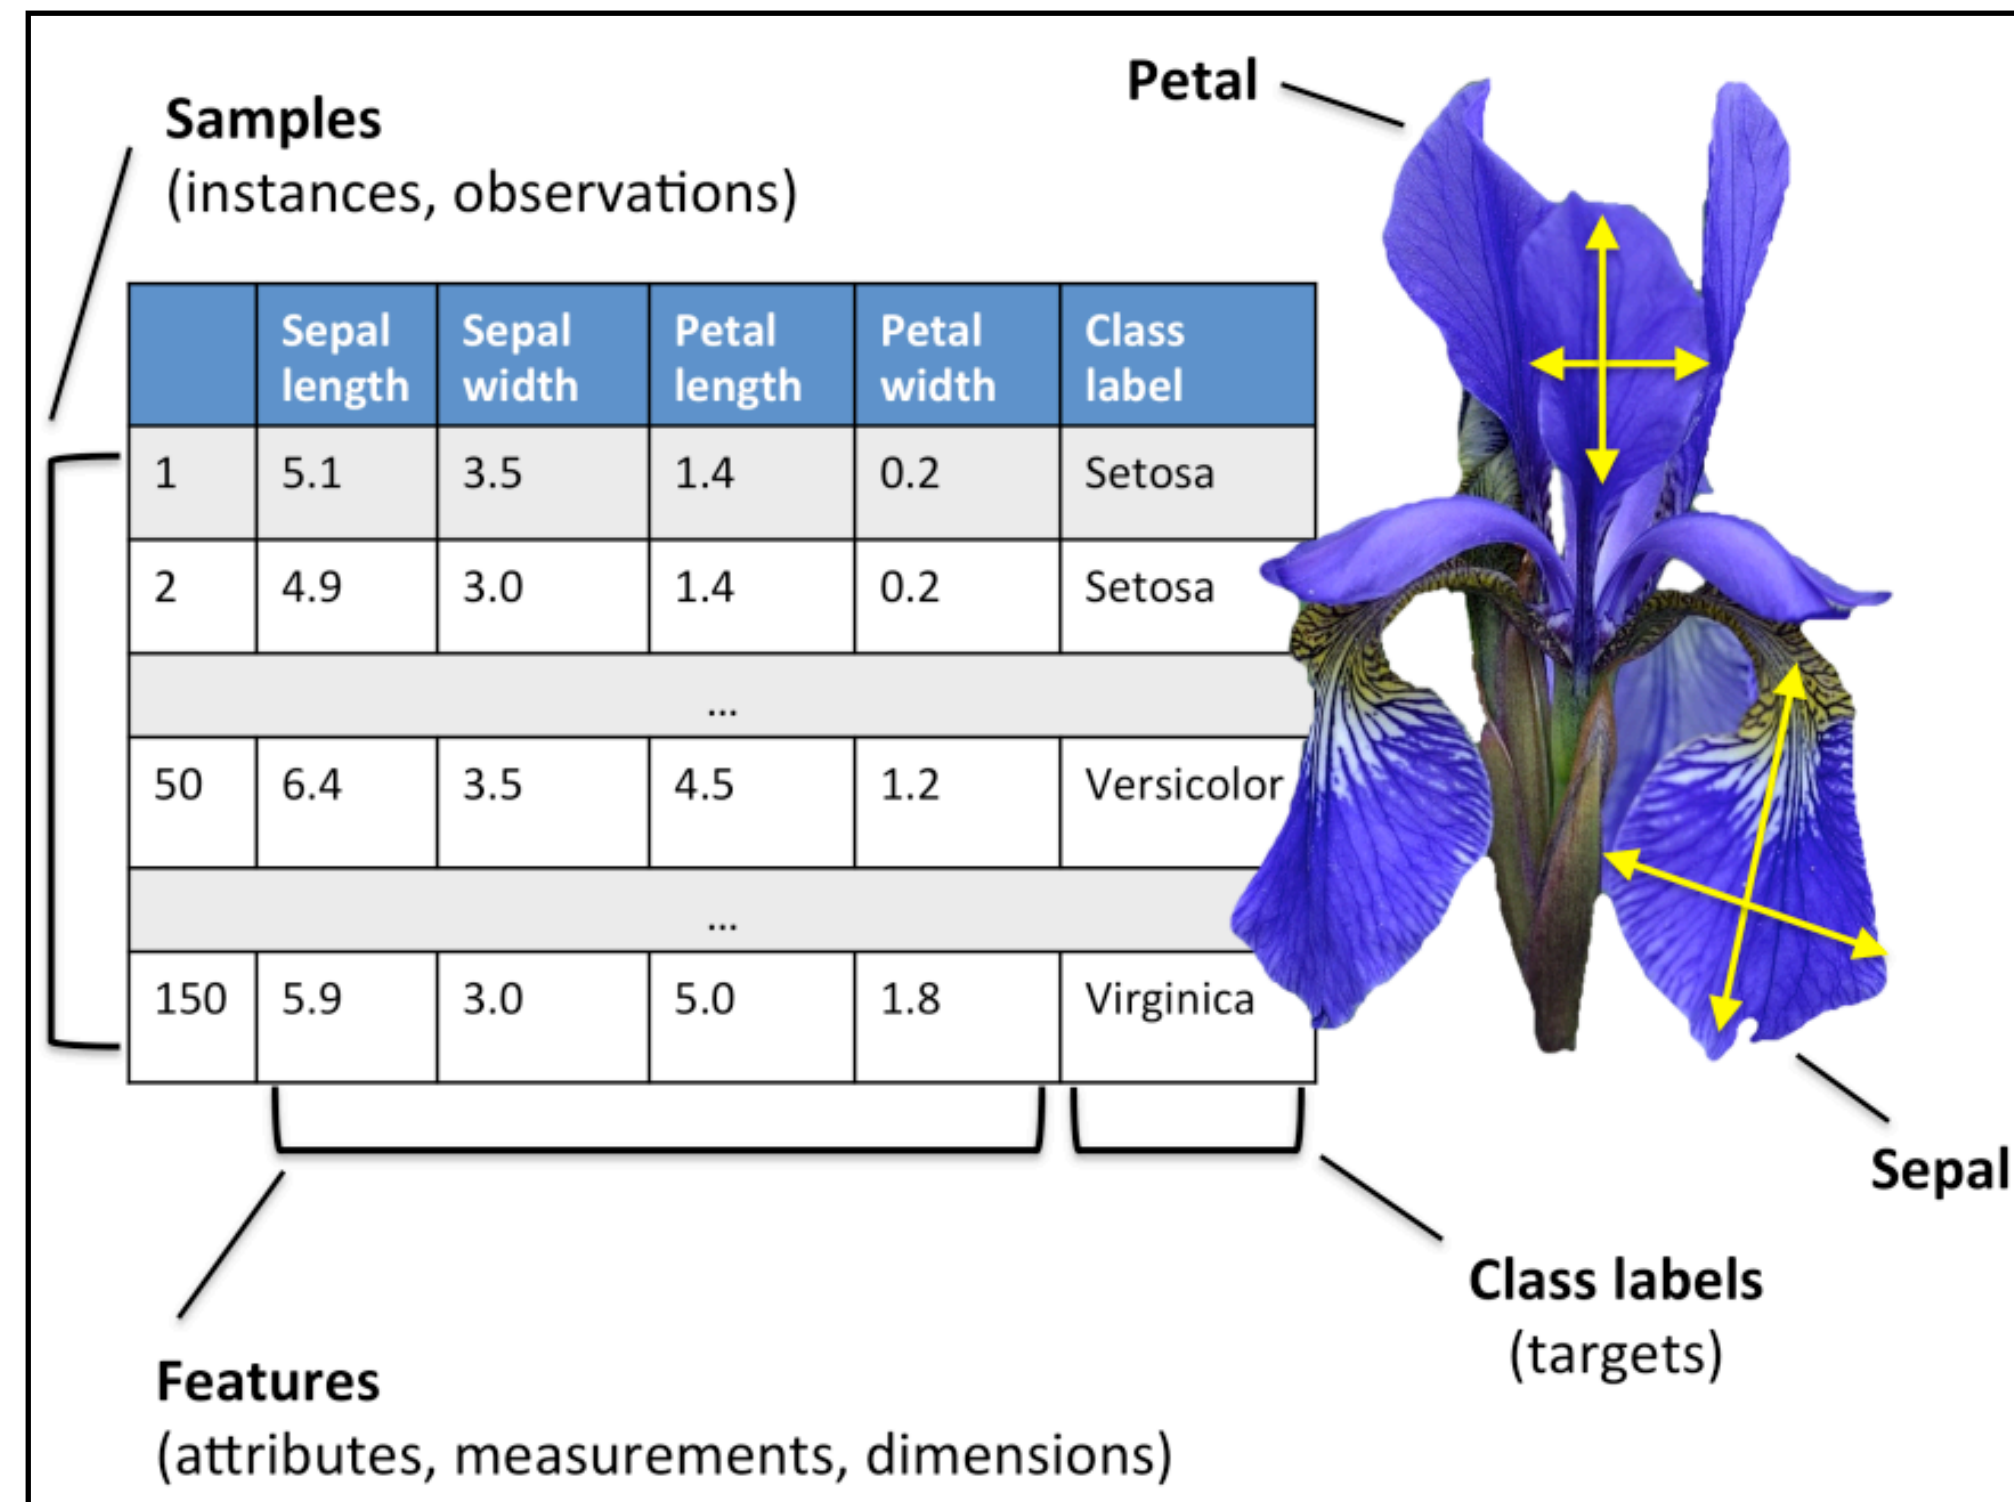 Petal
Samples
(instances, observations)
Sepal length Sepal width Petal length Petal width Class label
1 5.1 3.5 1.4 0.2 Setosa
2 4.9 3.0 1.4 0.2 Setosa
...
50 6.4 3.5 4.5 1.2 Versicolor
...
150 5.9 3.0 5.0 1.8 Virginica
Sepal
Class labels
(targets)
Features
(attributes, measurements, dimensions)